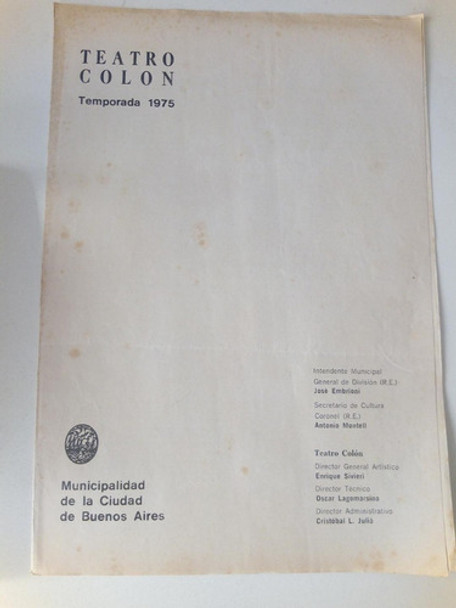 TEATRO
COLON
Temporada 1975
Intendente Municipal
General de División (R.E.)
José Embrioni
Secretario de Cultura
Coronel (R.E.)
Antonio Montell
Teatro Colón
Director General Artístico
Enrique Sivieri
Director Técnico
Oscar Lagomarsino
Director Administrativo
Cristóbal L. Juliá
Municipalidad
de la Ciudad
de Buenos Aires